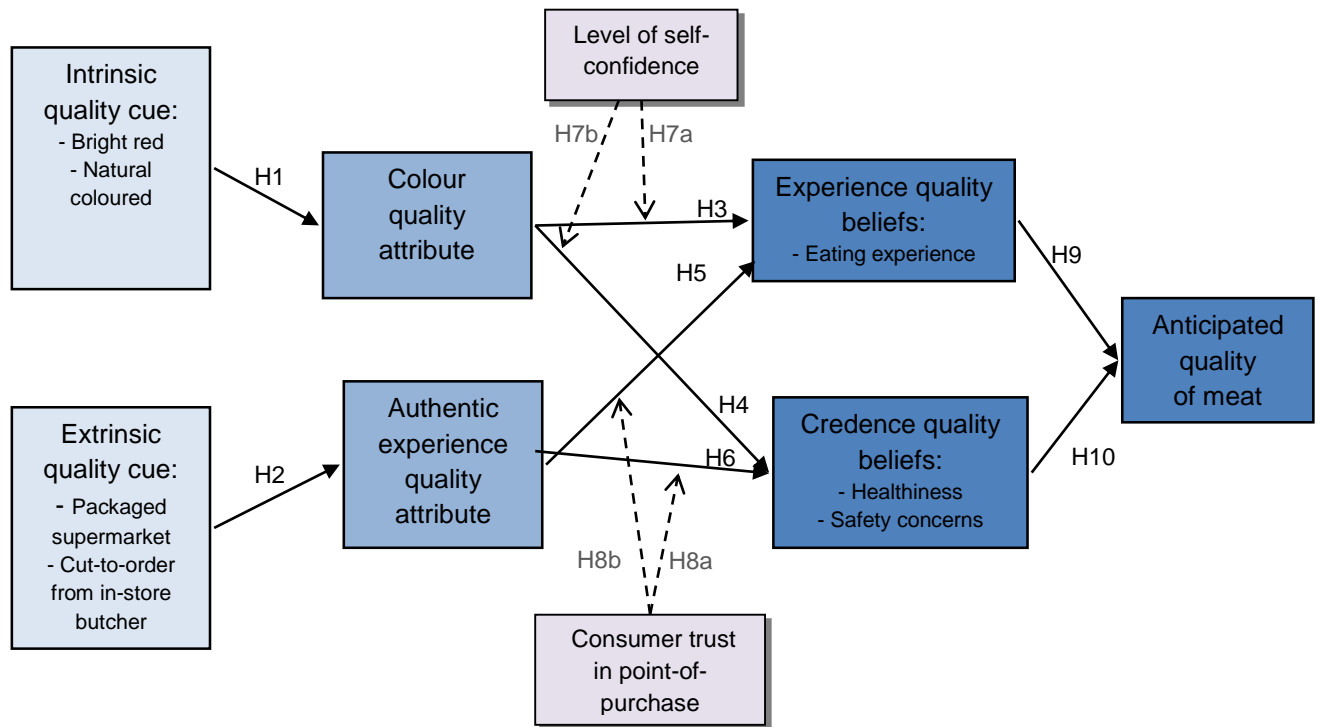 Level of self-
confidence
Intrinsic
quality cue:
- Bright red
- Natural
coloured
H7b
H7a
H1
Colour
quality
attribute
Experience quality
beliefs:
- Eating experience
H3
H9
H5
Anticipated
quality
of meat
Authentic
experience
quality
attribute
H4
Credence quality
beliefs:
- Healthiness
- Safety concerns
Extrinsic
quality cue:
- Packaged
supermarket
- Cut-to-order
from in-store
butcher
H2
H6
H10
H8b
H8a
Consumer trust
in point-of-
purchase